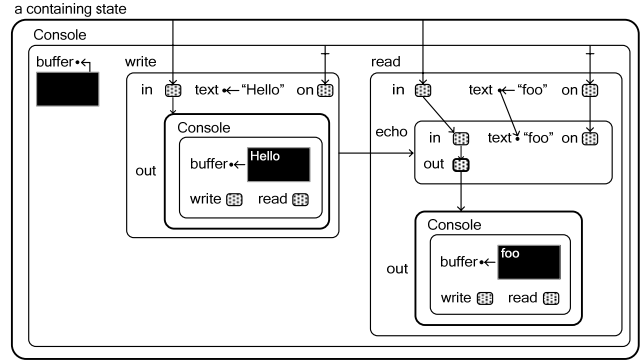 a containing state
Console
buffer
write
read
in
text
“Hello”
on
in
text
“foo”
on
Console
echo
in
text
“foo”
on
out
buffer
Hello
out
write
read
Console
out
buffer
foo
write
read